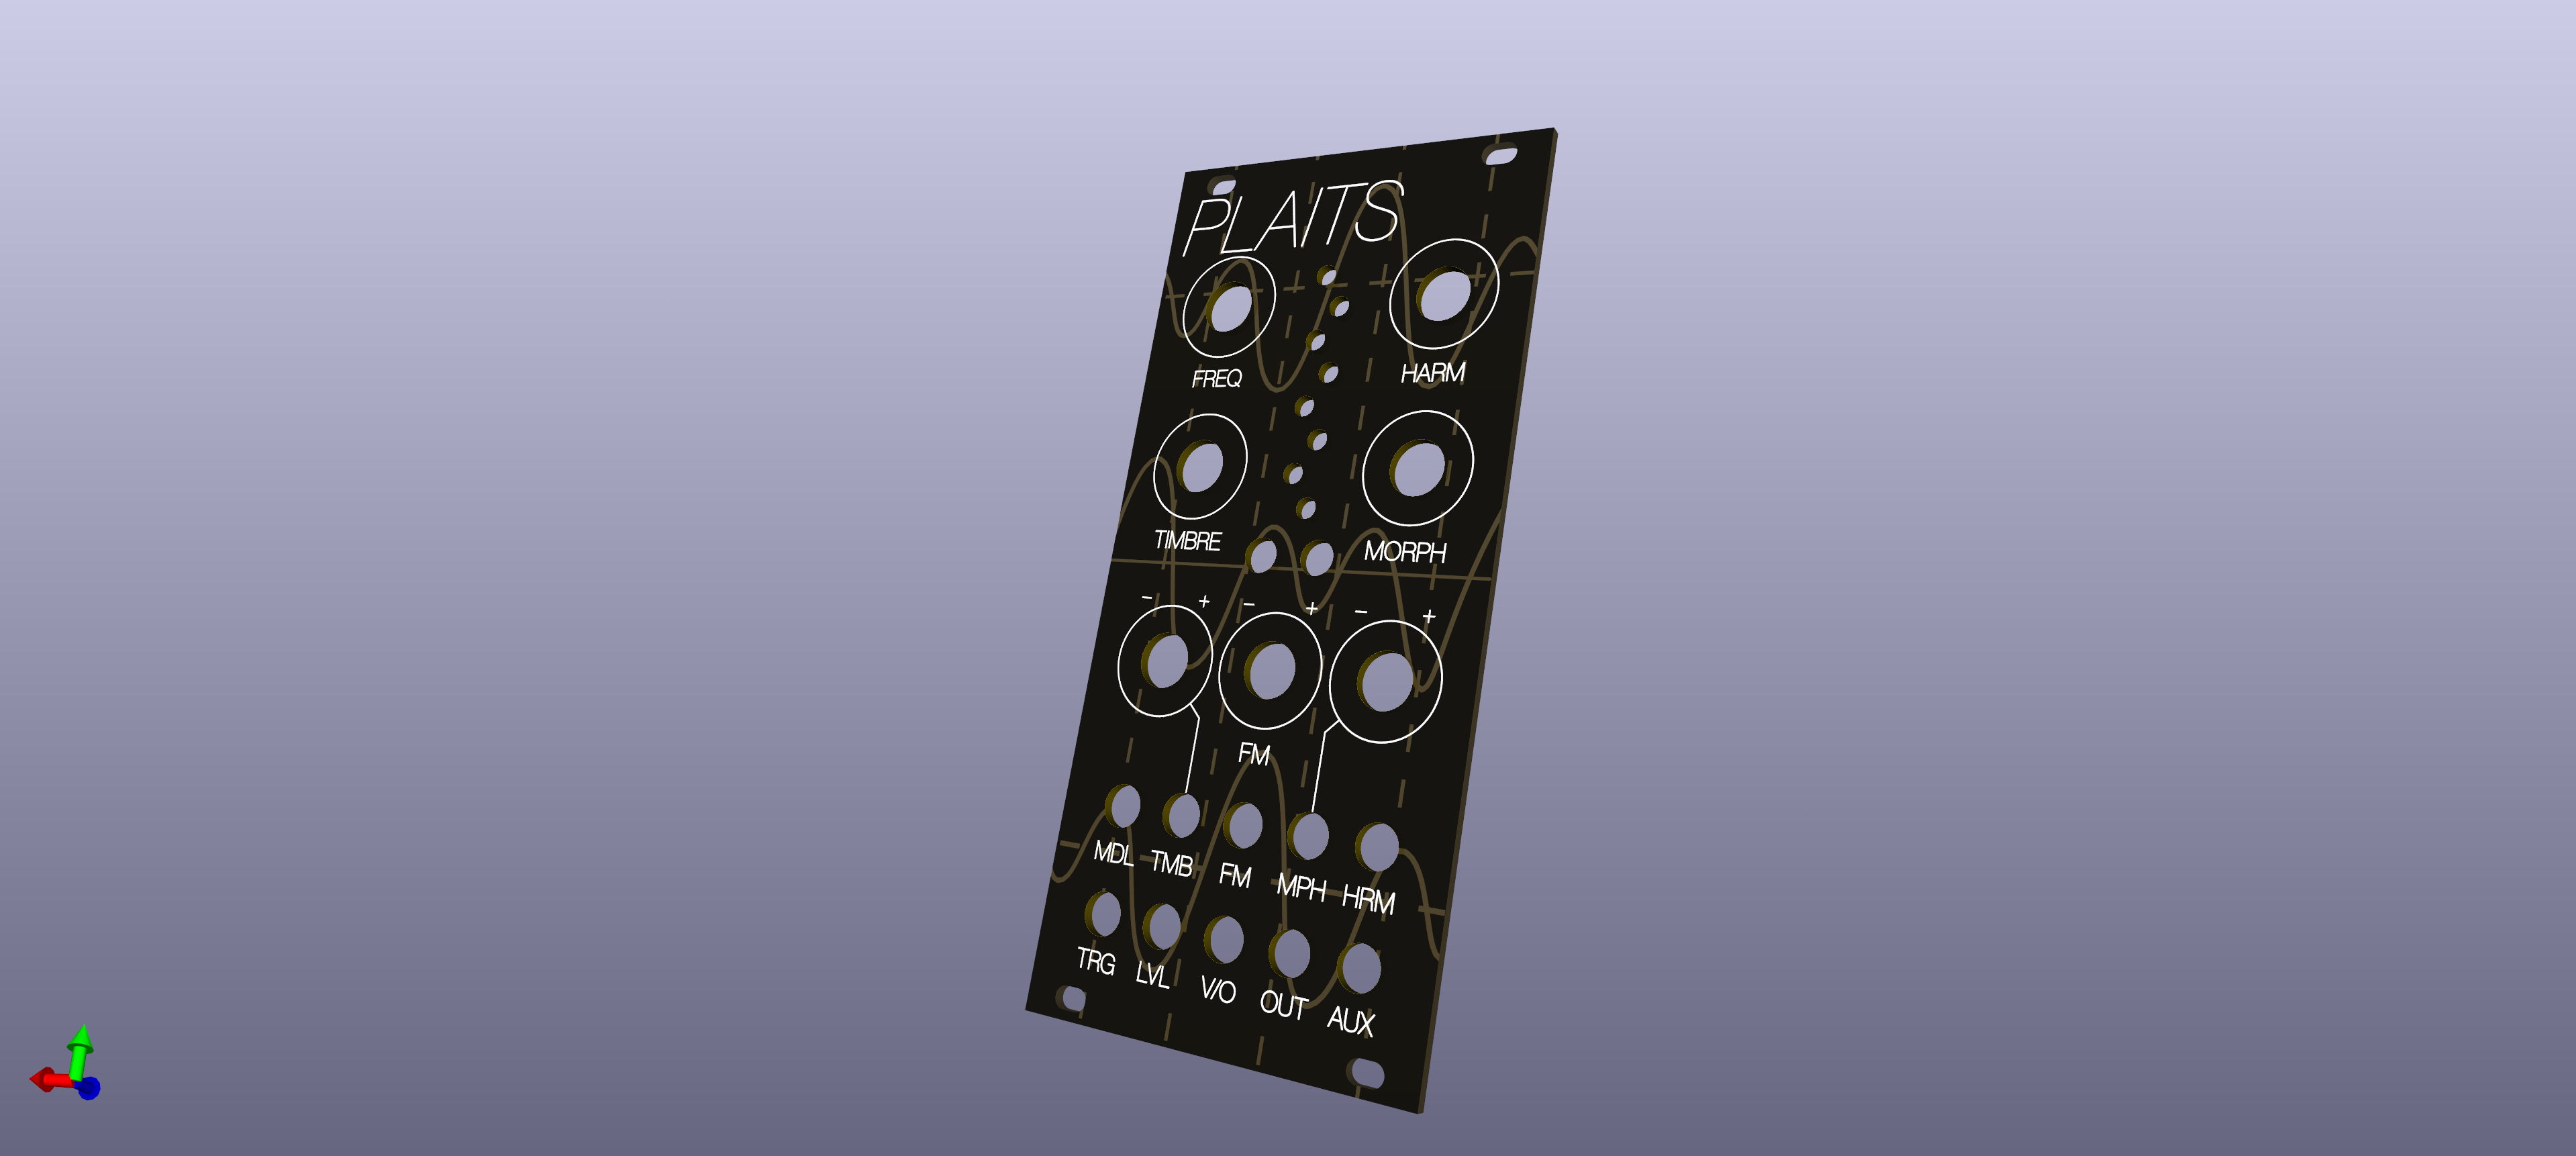 PLAITS
FREQ HARM
TIMBRE MORPH
- + - + - +
FM
MDL TMB FM MPH HRM
TRG LVL V/O OUT AUX